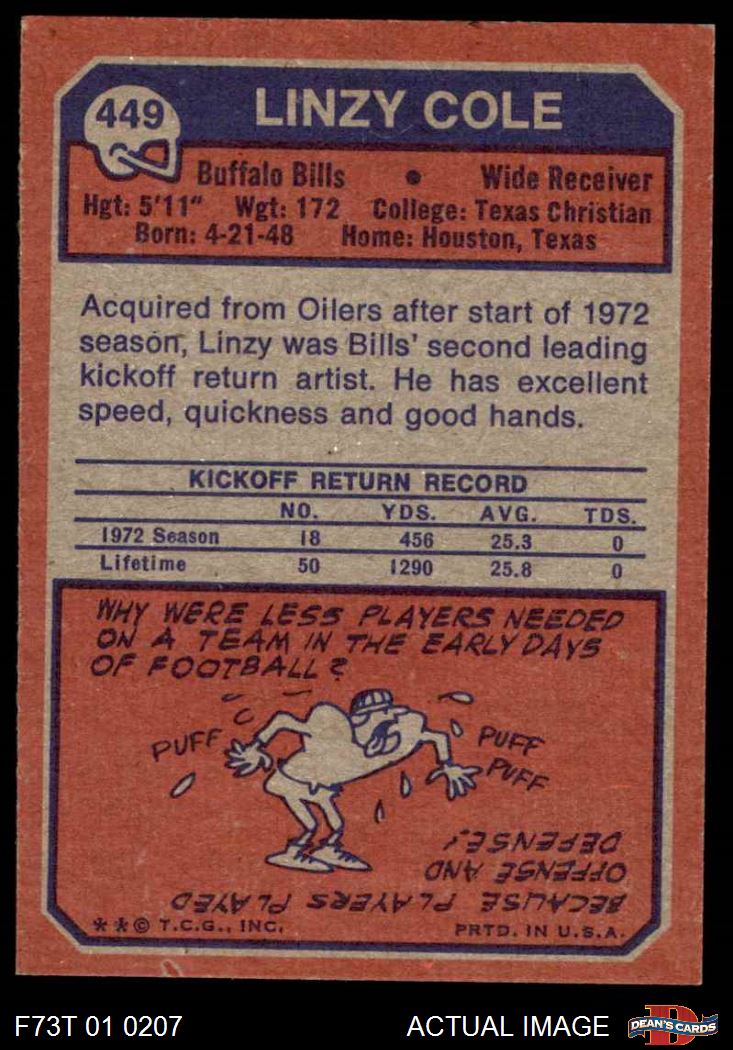 449
LINZY COLE
Buffalo Bills • Wide Receiver
Hgt: 5'11" Wgt: 172 College: Texas Christian
Born: 4-21-48 Home: Houston, Texas
Acquired from Oilers after start of 1972
season, Linzy was Bills' second leading
kickoff return artist. He has excellent
speed, quickness and good hands.
KICKOFF RETURN RECORD
NO. YDS. AVG. TDS.
1972 Season 18 456 25.3 0
Lifetime 50 1290 25.8 0
WHY WERE LESS PLAYERS NEEDED
ON A TEAM IN THE EARLY DAYS
OF FOOTBALL?
PUFF
PUFF
PUFF
BECAUSE PLAYERS PLAYED
OFFENSE AND
DEFENSE!
**© T.C.G., INC. PRTD. IN U.S.A.
F73T 01 0207 ACTUAL IMAGE
D
DEAN'S CARDS